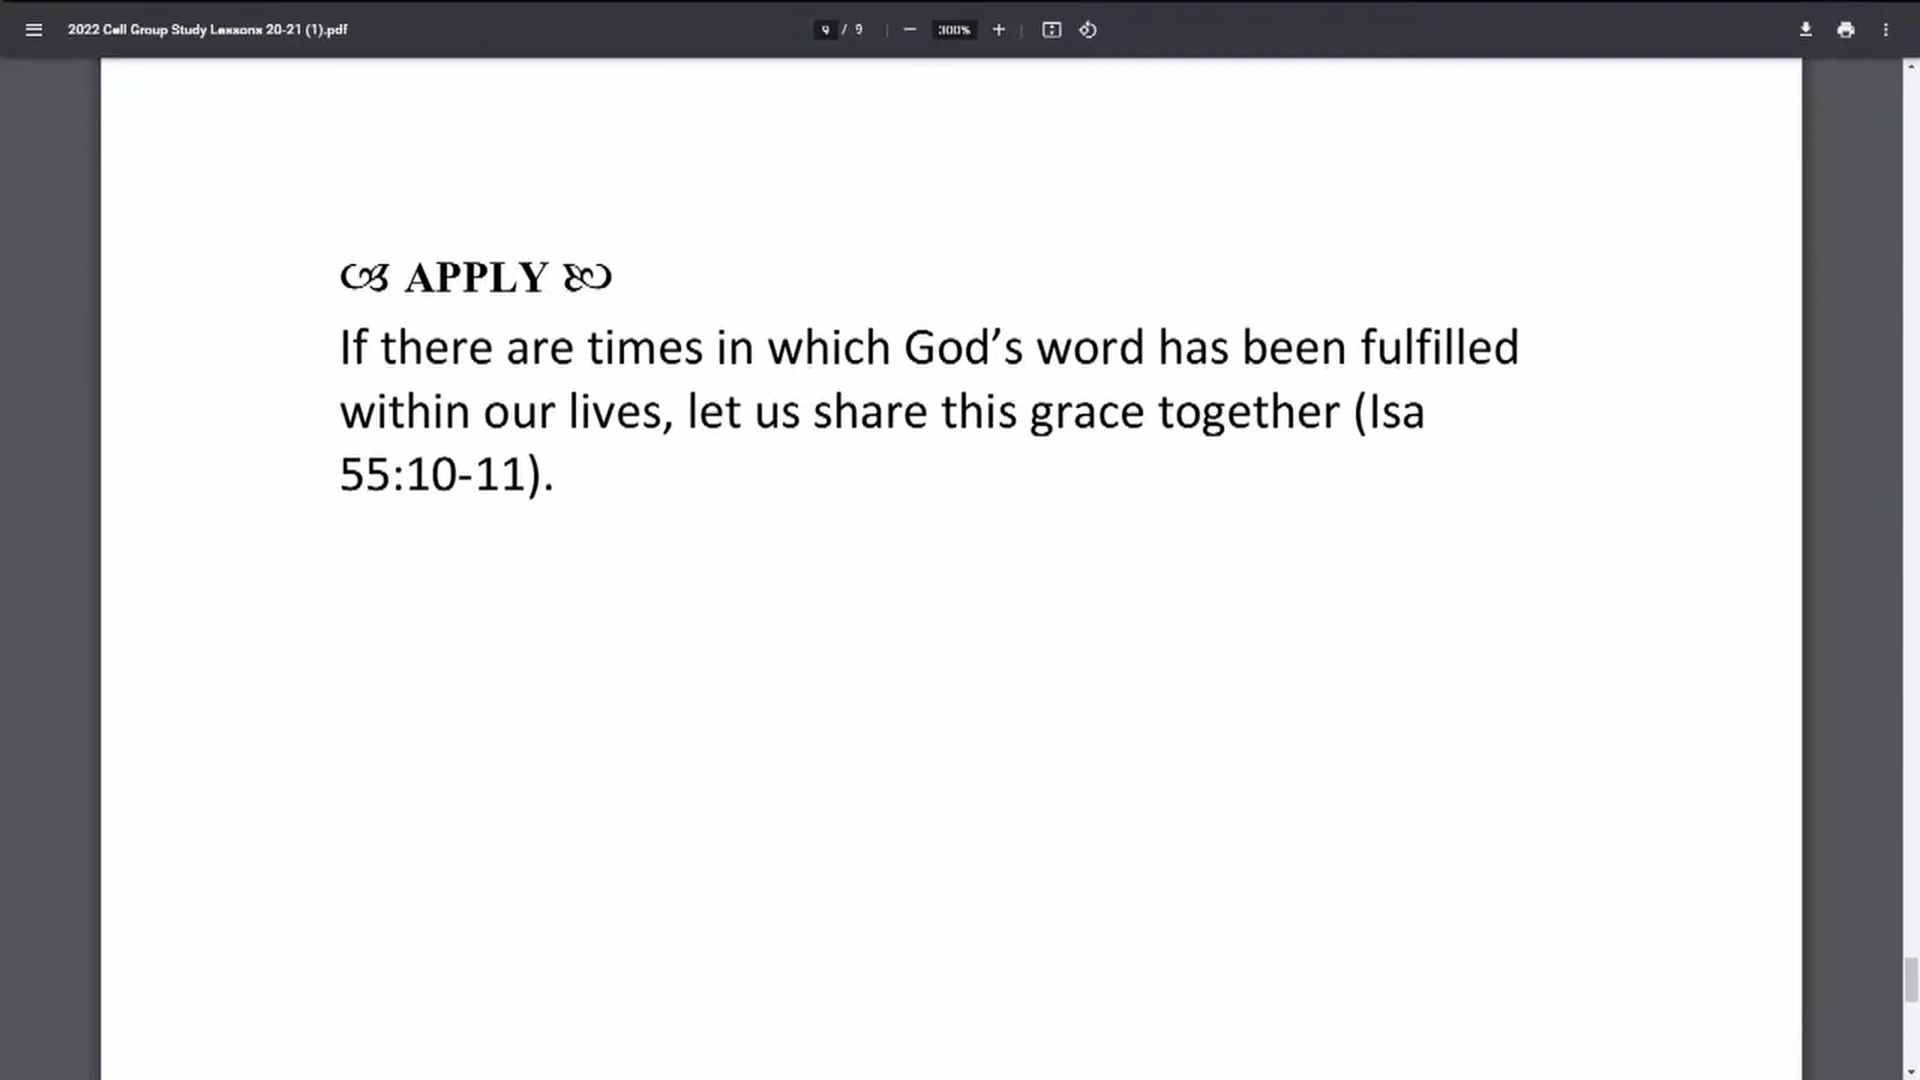 2022 Cell Group Study Lessons 20-21 (1).pdf
9 / 9
300%
APPLY
If there are times in which God’s word has been fulfilled
within our lives, let us share this grace together (Isa
55:10-11).